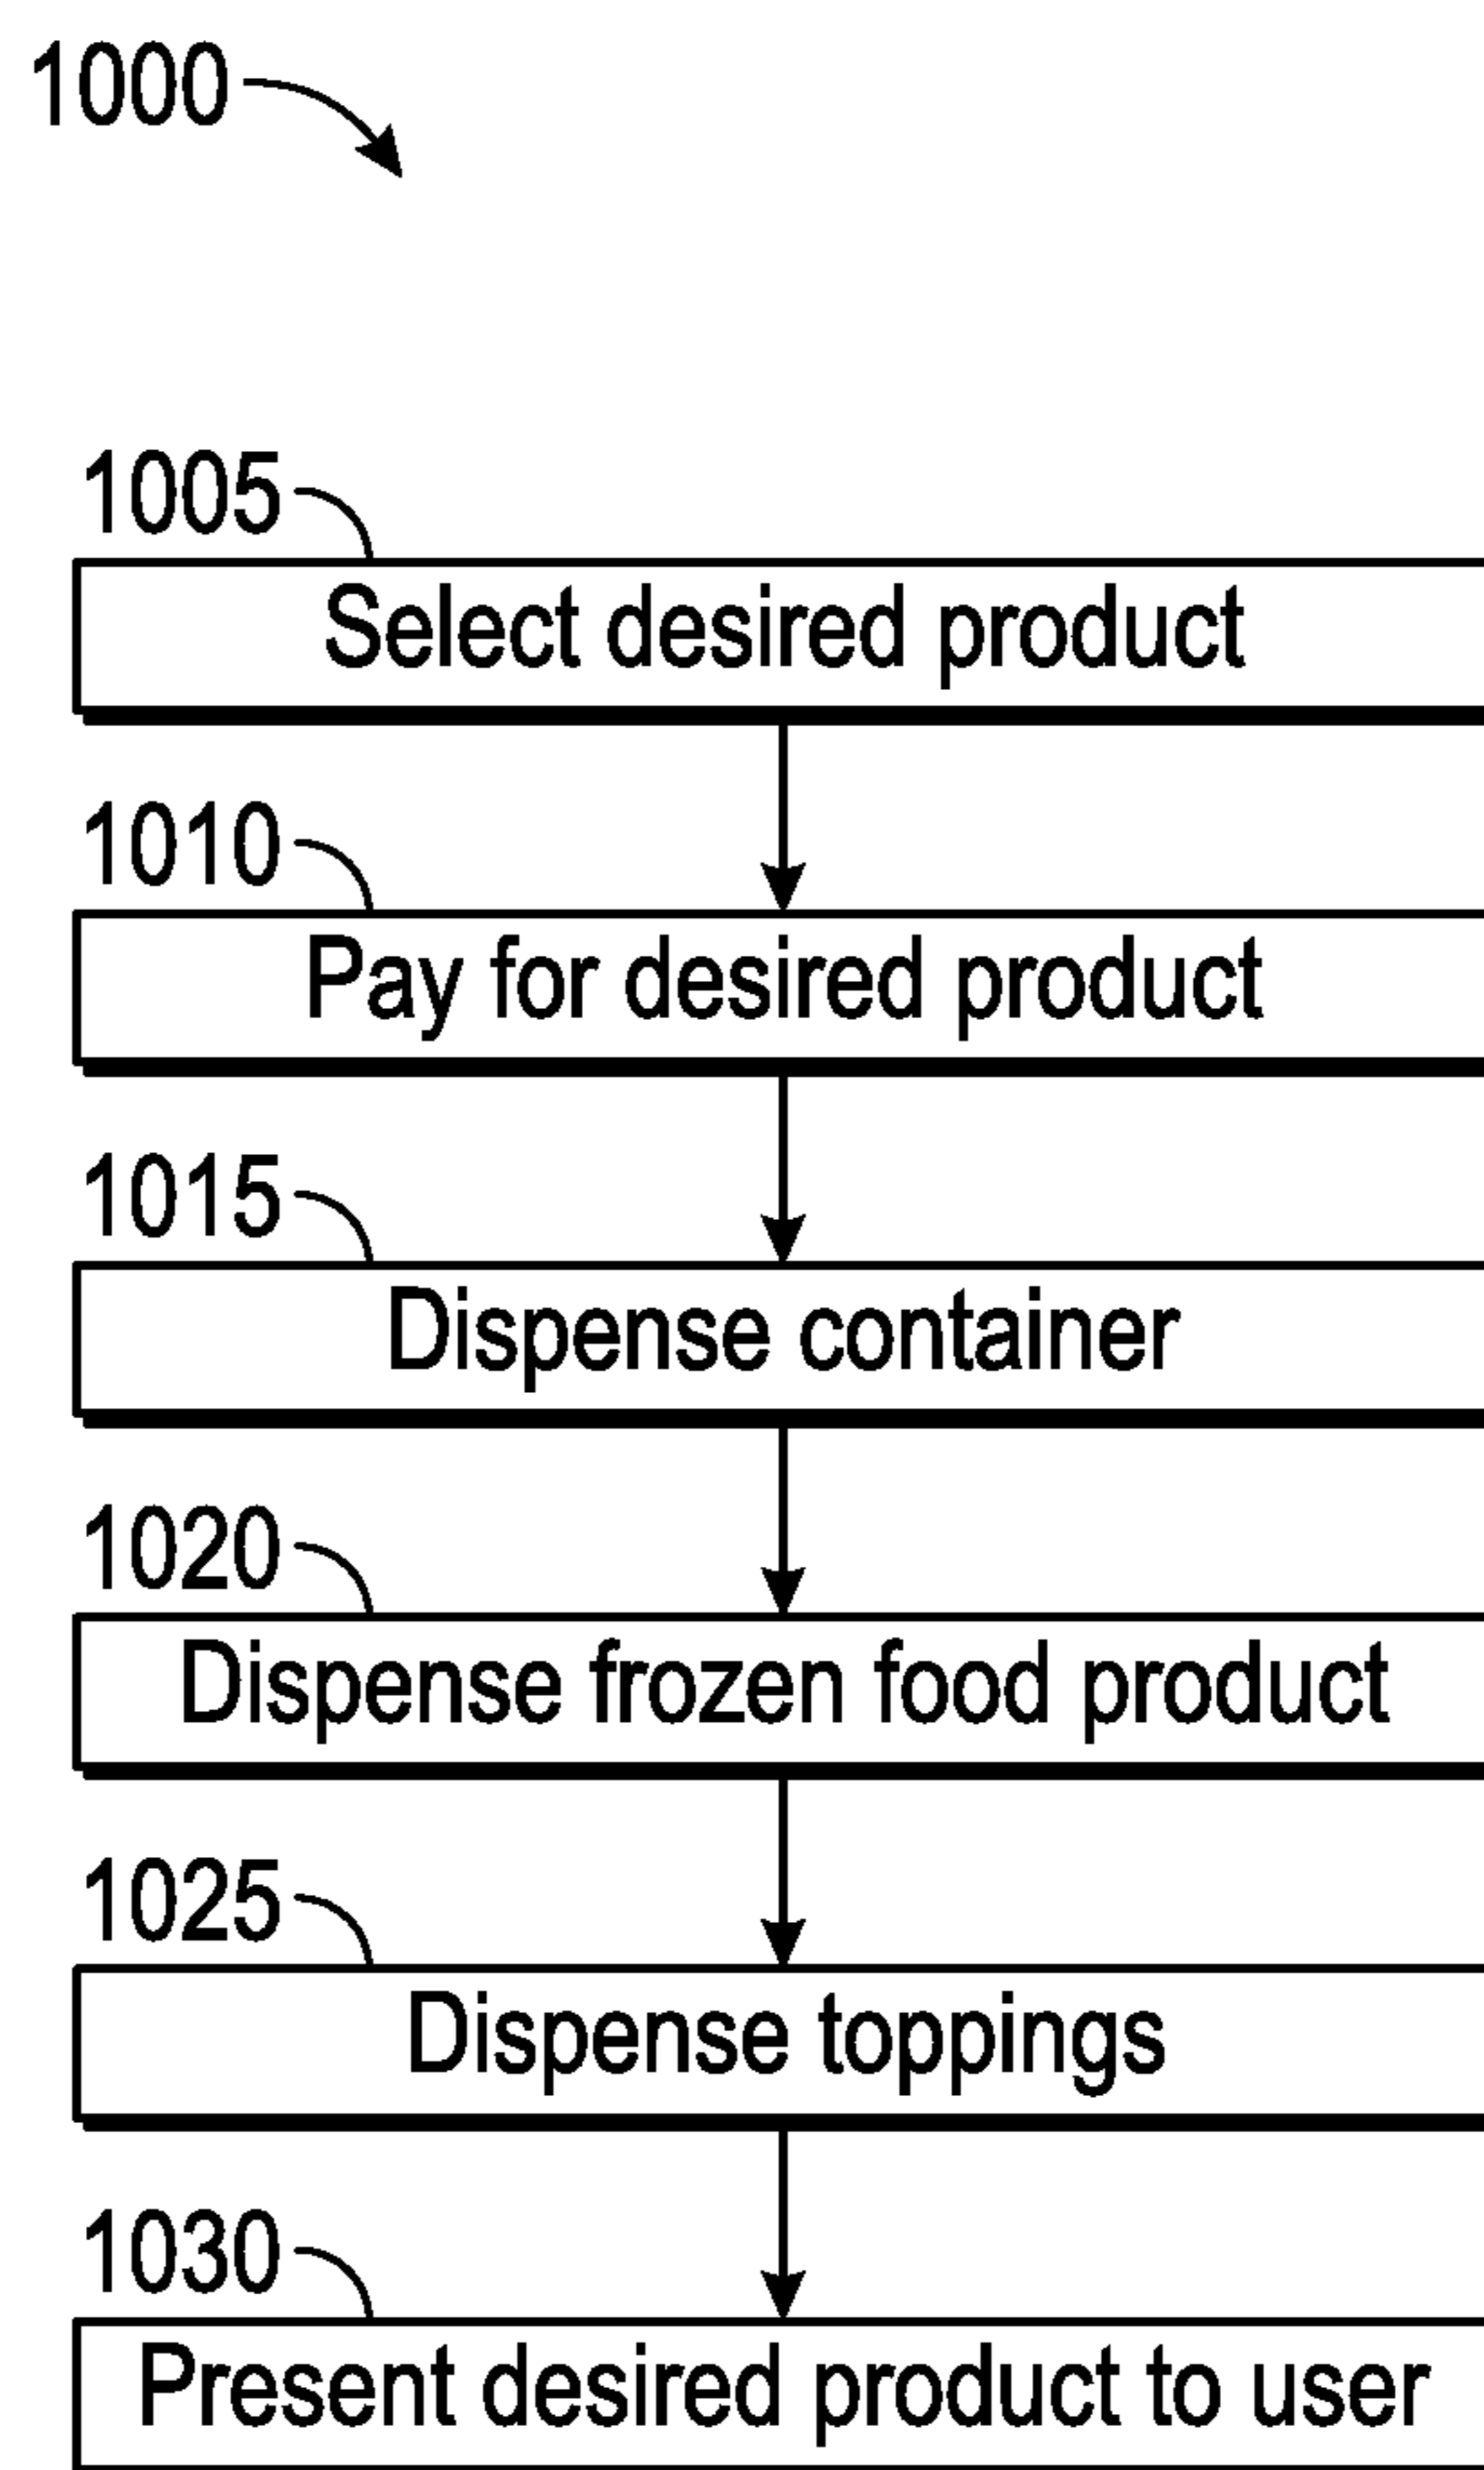 1000
1005
Select desired product
1010
Pay for desired product
1015
Dispense container
1020
Dispense frozen food product
1025
Dispense toppings
1030
Present desired product to user